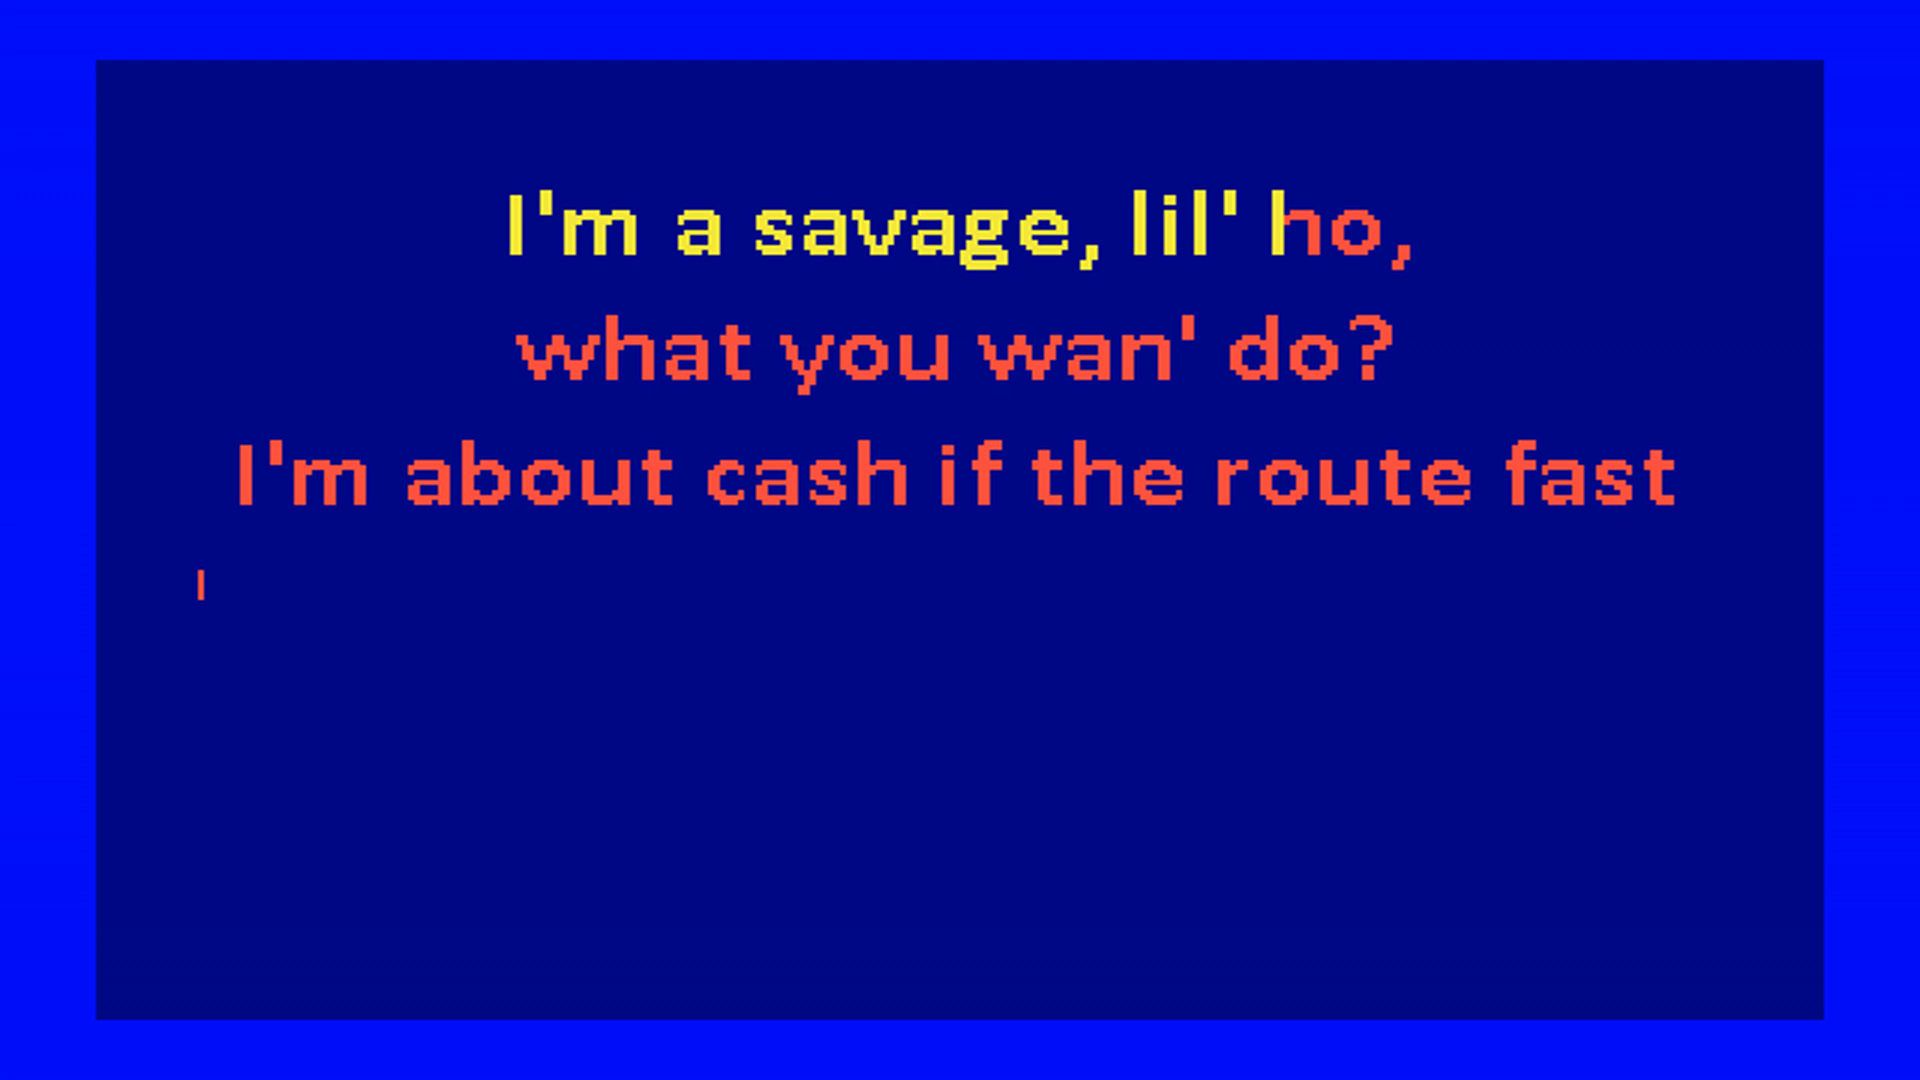 I'm a savage, lil' ho,
what you wan' do?
I'm about cash if the route fast